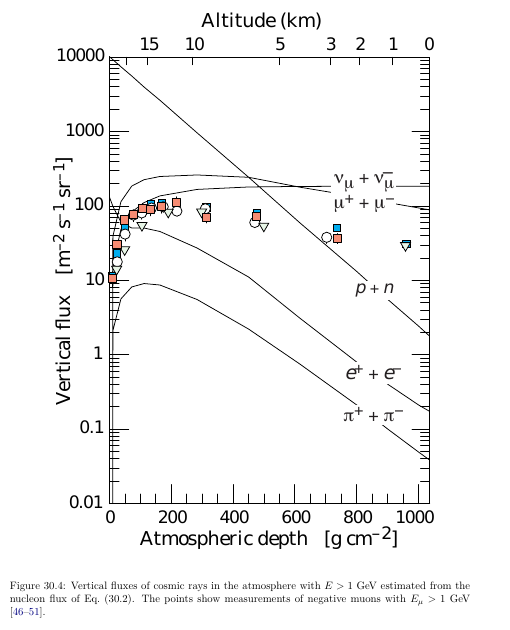 Altitude (km)
15 10 5 3 2 1 0
10000
1000
100
10
1
0.1
0.01
Vertical flux [m⁻² s⁻¹ sr⁻¹]
νμ + ν̅μ
μ⁺ + μ⁻
p + n
e⁺ + e⁻
π⁺ + π⁻
0 200 400 600 800 1000
Atmospheric depth [g cm⁻²]
Figure 30.4: Vertical fluxes of cosmic rays in the atmosphere with E > 1 GeV estimated from the
nucleon flux of Eq. (30.2). The points show measurements of negative muons with Eμ > 1 GeV
[46–51].